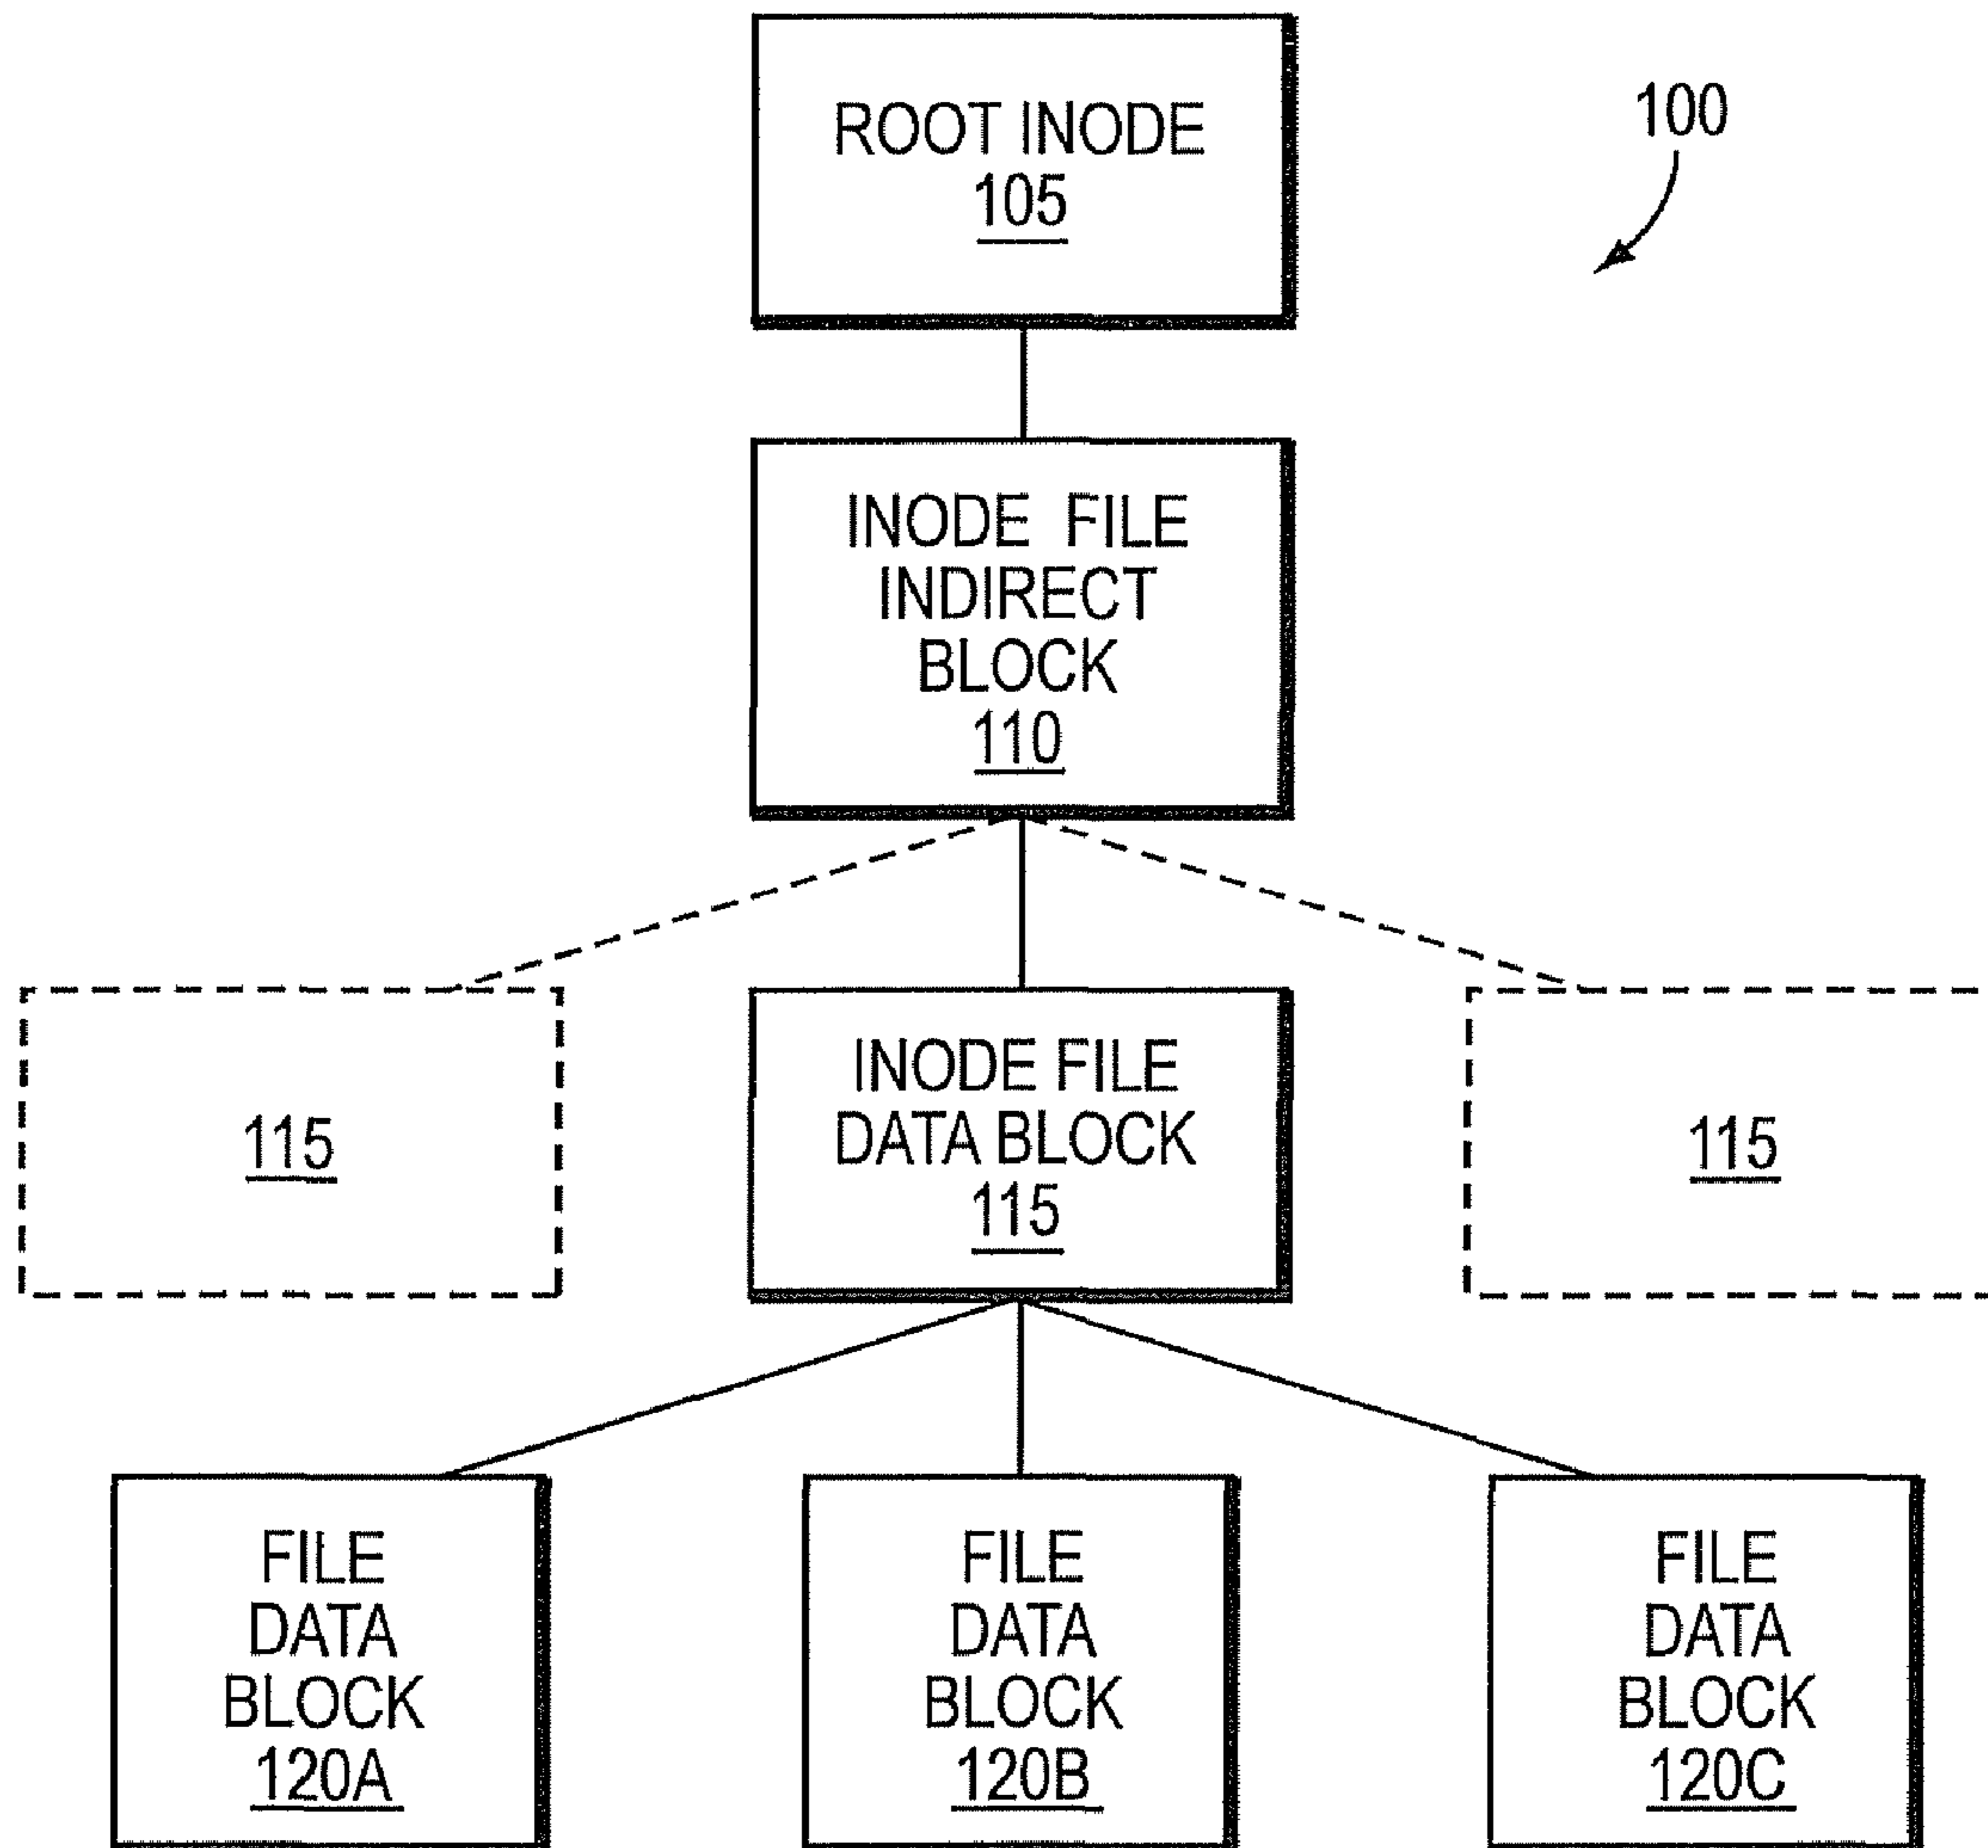 ROOT INODE
105
100
INODE FILE
INDIRECT
BLOCK
110
115
INODE FILE
DATA BLOCK
115
115
FILE
DATA
BLOCK
120A
FILE
DATA
BLOCK
120B
FILE
DATA
BLOCK
120C